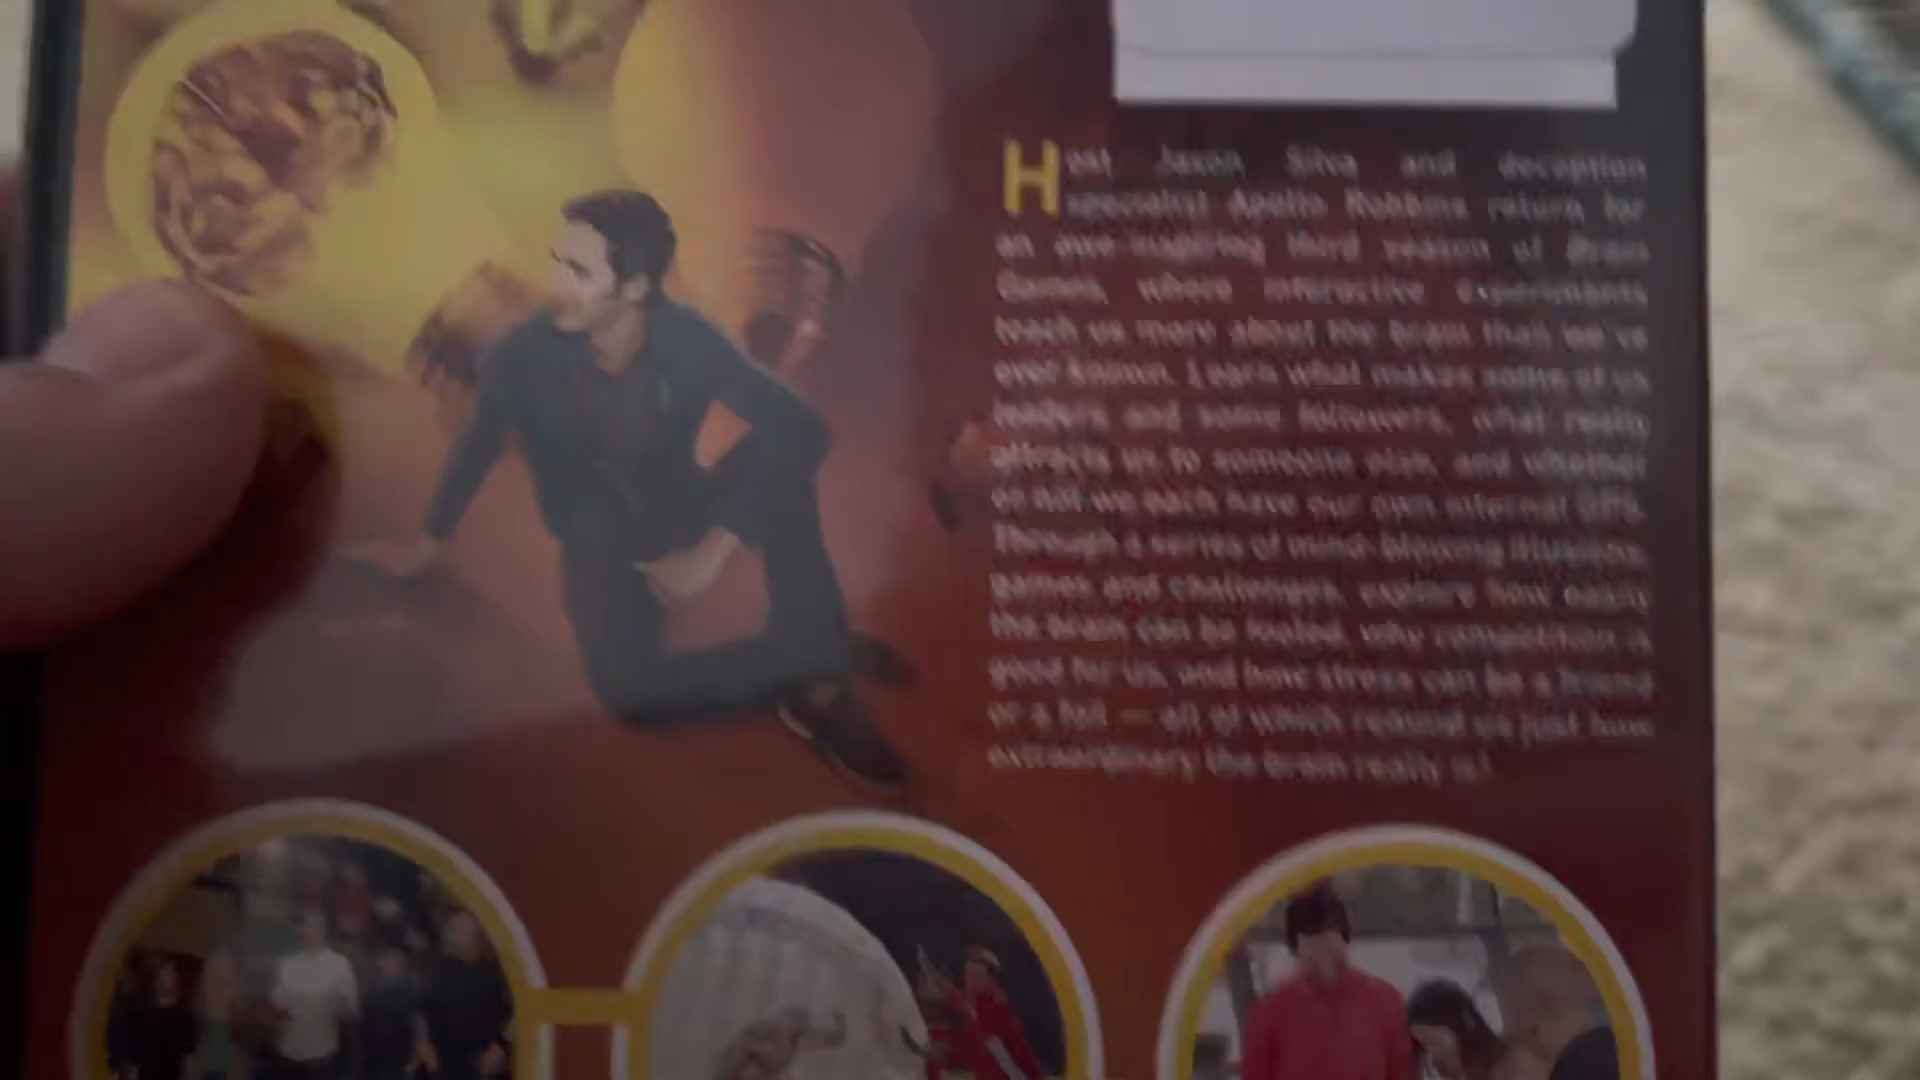 Host Jason Silva and deception
specialist Apollo Robbins return for
an awe-inspiring third season of Brain
Games, where interactive experiments
teach us more about the brain than we've
ever known. Learn what makes some of us
leaders and some followers, what really
attracts us to someone else, and whether
or not we each have our own internal GPS.
Through a series of mind-blowing illusions,
games and challenges, explore how easily
the brain can be fooled, why competition is
good for us, and how stress can be a friend
or a foe — all of which remind us just how
extraordinary the brain really is!